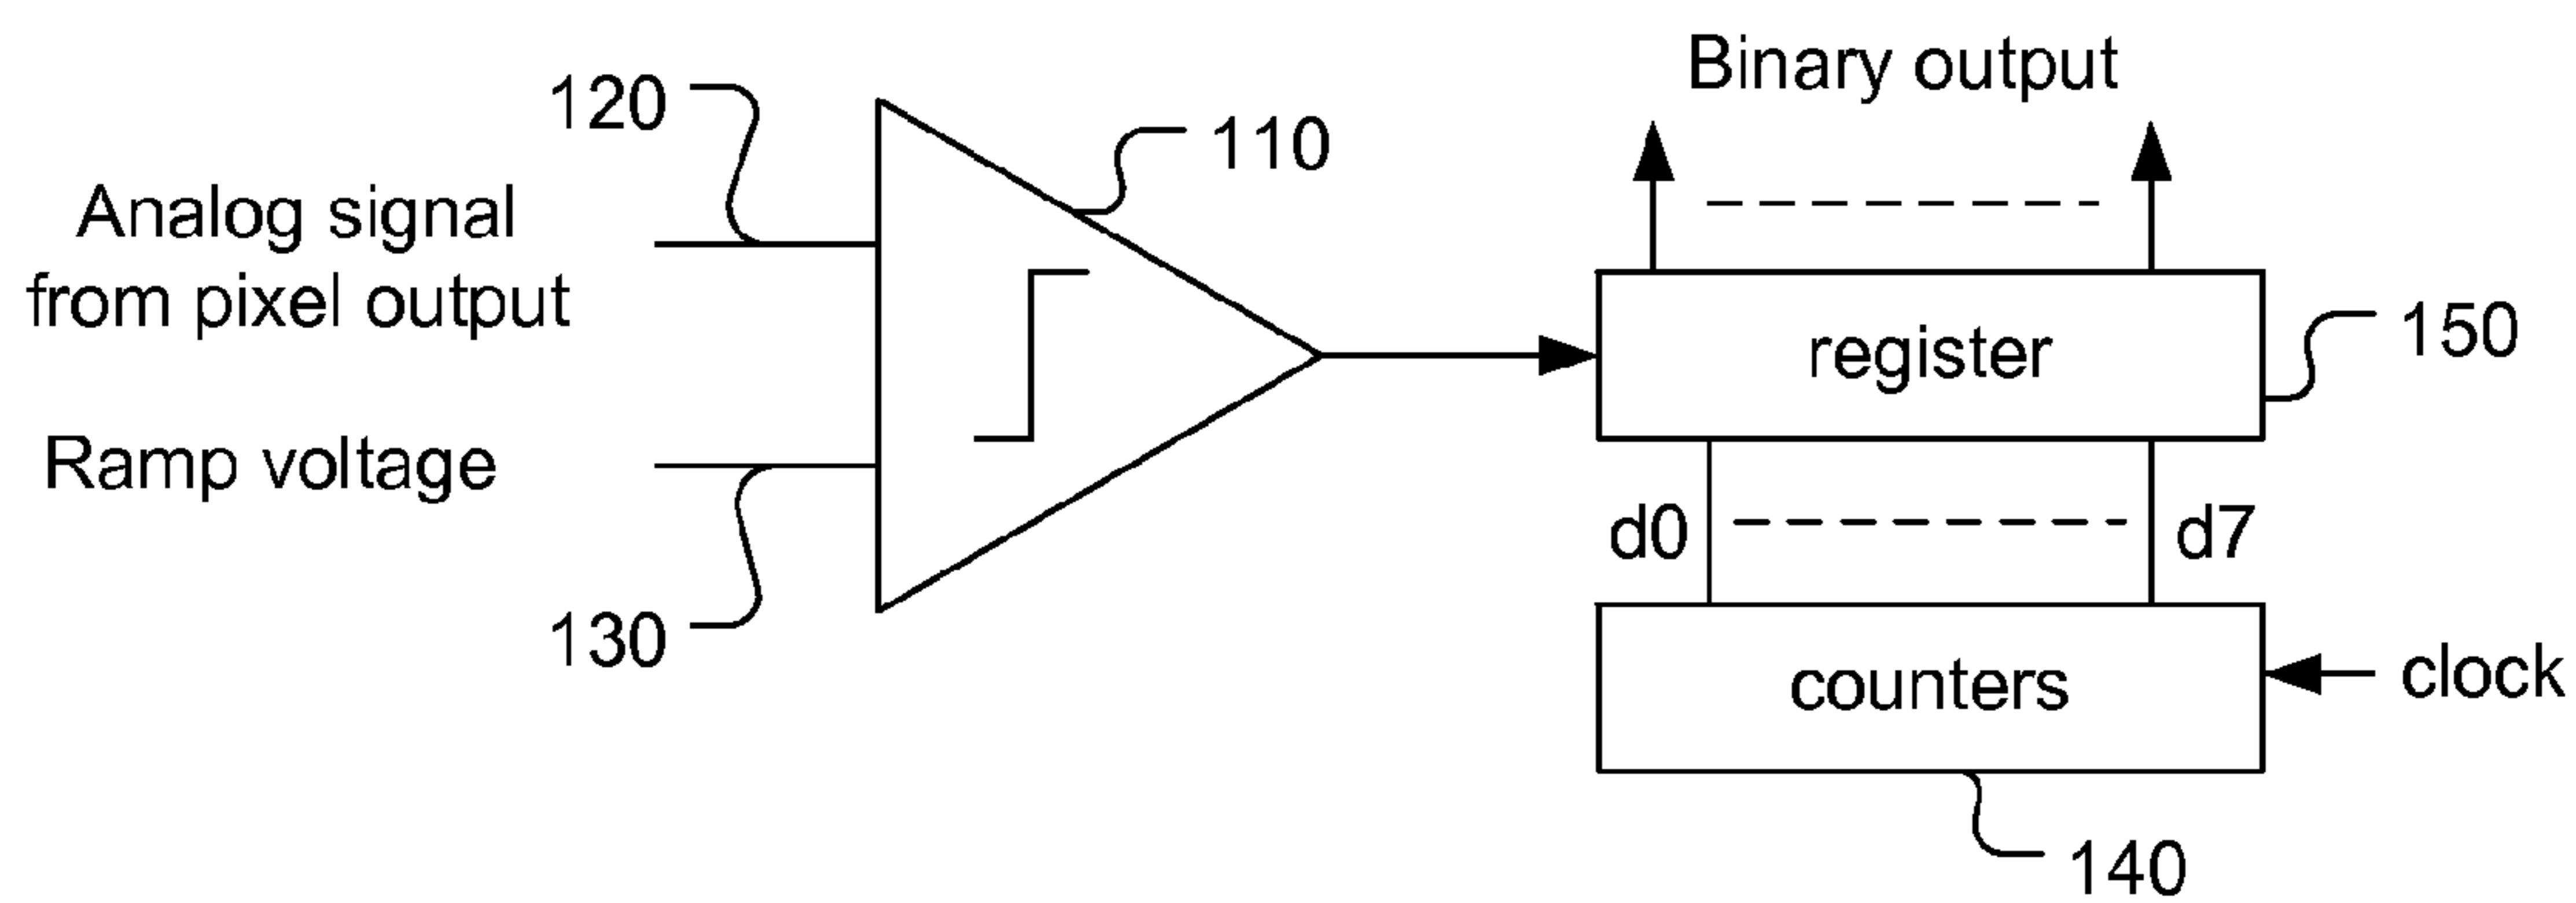 Binary output
120
110
Analog signal
from pixel output
register
150
Ramp voltage
d0
d7
130
counters
clock
140